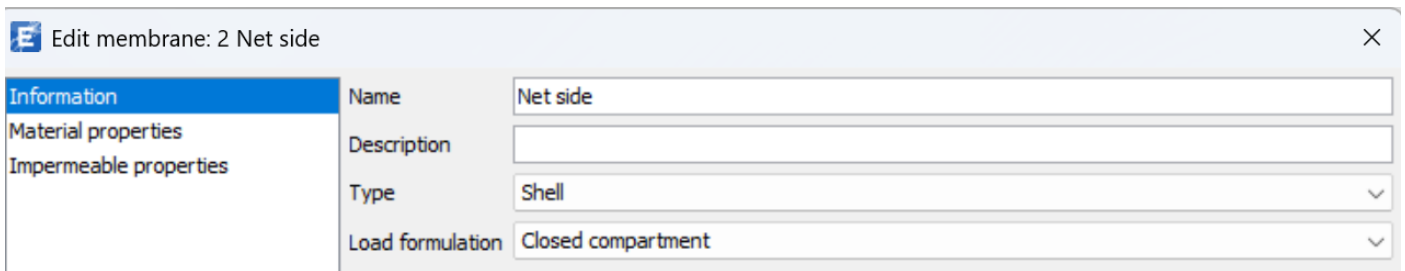 Edit membrane: 2 Net side
Information
Material properties
Impermeable properties
Name Net side
Description
Type Shell
Load formulation Closed compartment